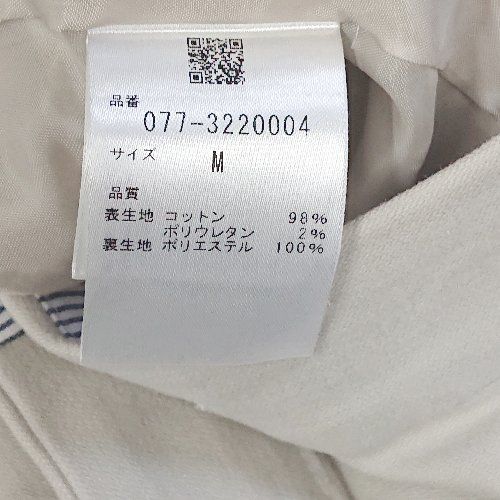 品番
077-3220004
サイズ M
品質
表生地 コットン 98%
ポリウレタン 2%
裏生地 ポリエステル 100%